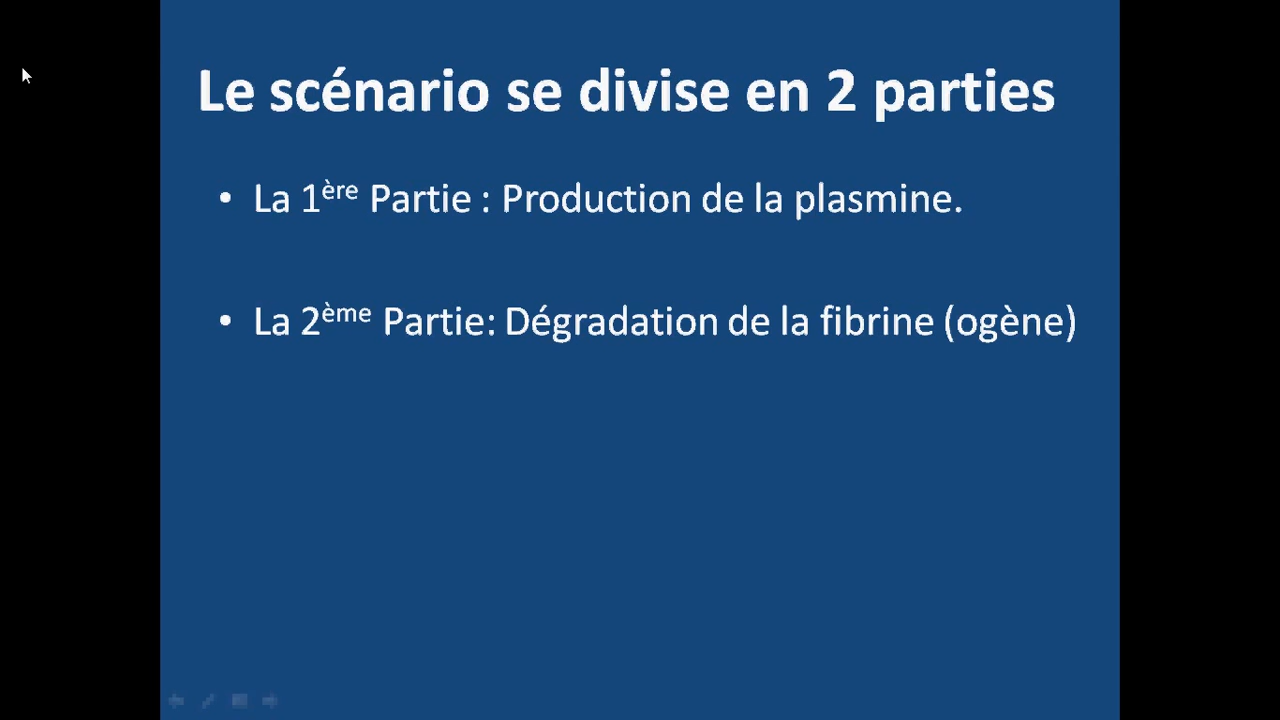 Le scénario se divise en 2 parties
• La 1ère Partie : Production de la plasmine.
• La 2ème Partie: Dégradation de la fibrine (ogène)